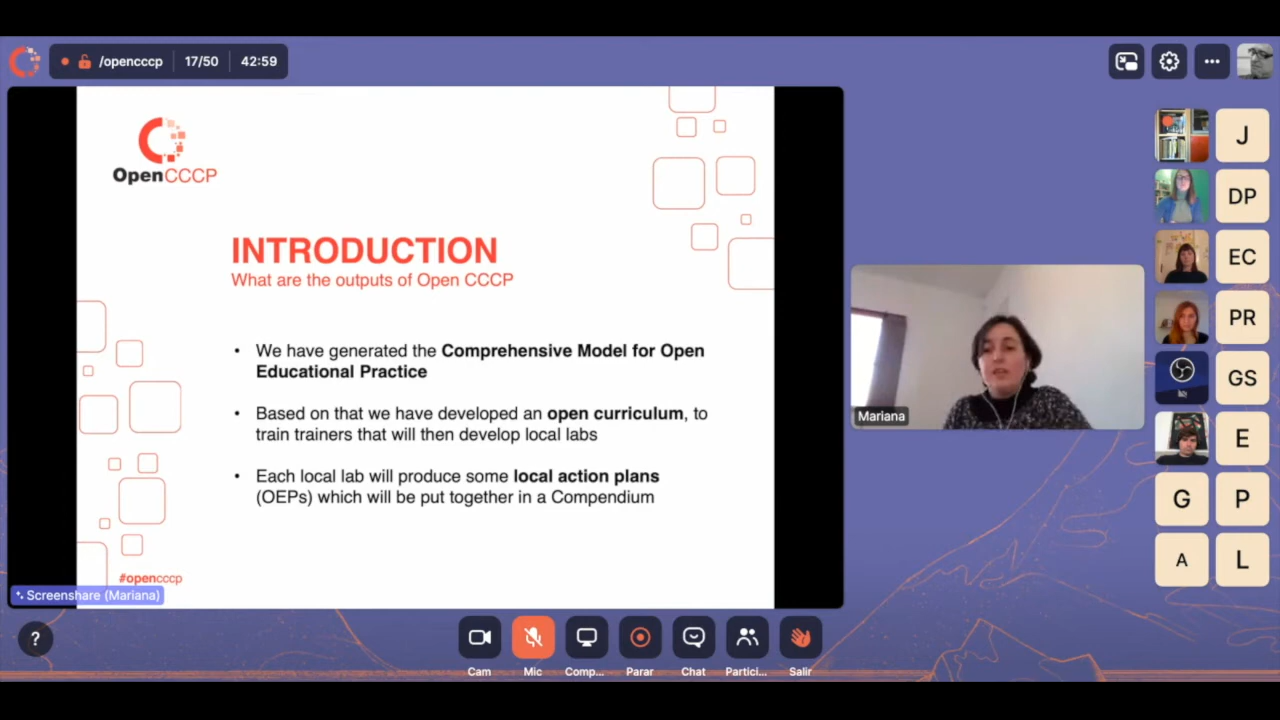 /opencccp 17/50 42:59
OpenCCCP
INTRODUCTION
What are the outputs of Open CCCP
• We have generated the Comprehensive Model for Open
Educational Practice
• Based on that we have developed an open curriculum, to
train trainers that will then develop local labs
• Each local lab will produce some local action plans
(OEPs) which will be put together in a Compendium
#opencccp
Screenshare (Mariana)
Mariana
J
DP
EC
PR
GS
E
G P
A L
?
Cam Mic Comp... Parar Chat Partici... Salir